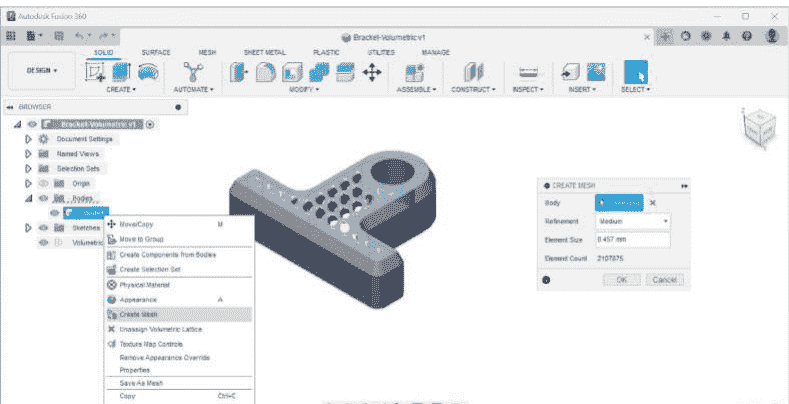 Autodesk Fusion 360
Bracket-Volumetric v1
SOLID SURFACE MESH SHEET METAL PLASTIC UTILITIES MANAGE
DESIGN
CREATE AUTOMATE MODIFY ASSEMBLE CONSTRUCT INSPECT INSERT SELECT
BROWSER
Bracket-Volumetric v1
Document Settings
Named Views
Selection Sets
Origin
Bodies
Sketches
Volumetric
Move/Copy M
Move to Group
Create Components from Bodies
Create Selection Set
Physical Material
Appearance A
Create Mesh
Unassign Volumetric Lattice
Texture Map Controls
Remove Appearance Override
Properties
Save As Mesh
Copy Ctrl+C
CREATE MESH
Body
Refinement Medium
Element Size 0.457 mm
Element Count 2107875
OK Cancel